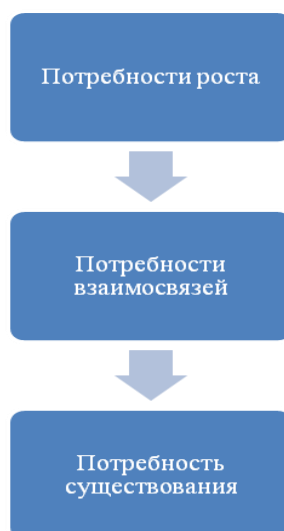 Потребности роста
Потребности
взаимосвязей
Потребность
существования